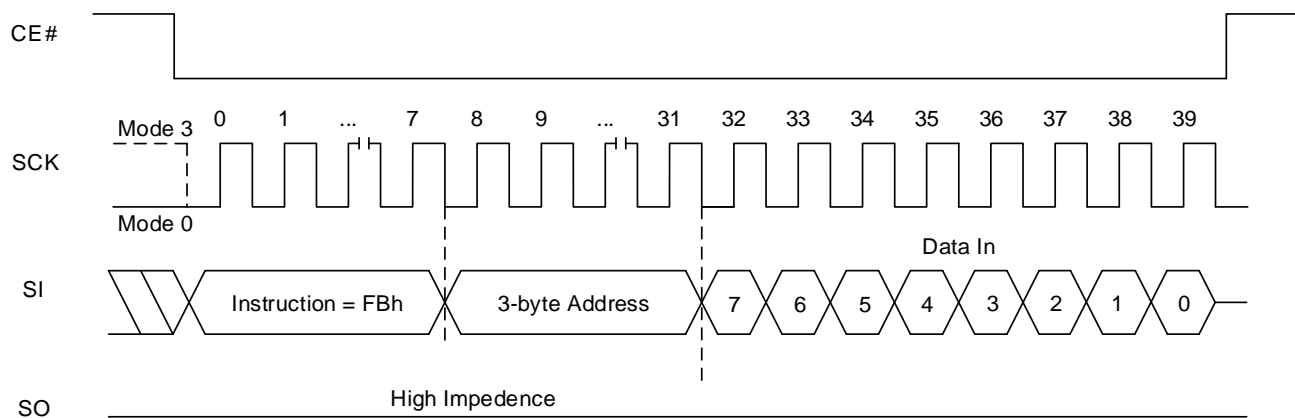 CE#
Mode 3
0 1 ... 7 8 9 ... 31 32 33 34 35 36 37 38 39
SCK
Mode 0
Data In
SI
Instruction = FBh 3-byte Address 7 6 5 4 3 2 1 0
High Impedence
SO